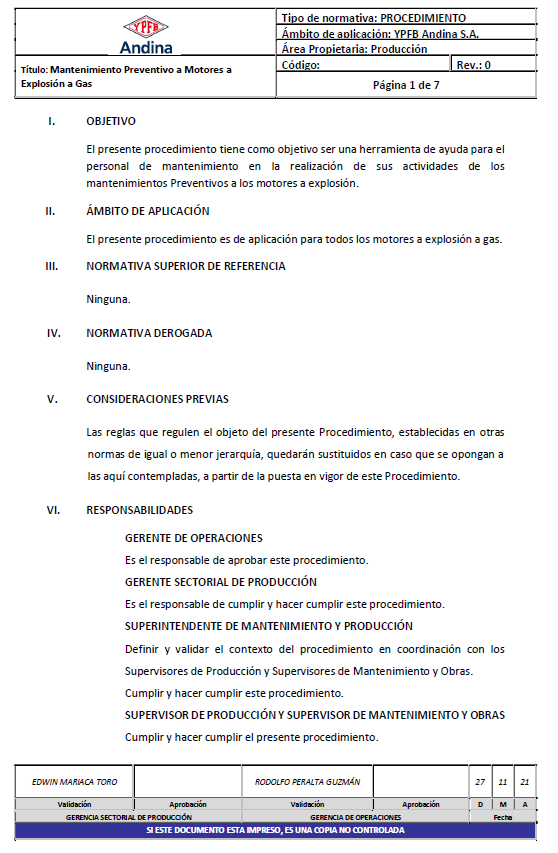 YPFB
Andina
Tipo de normativa: PROCEDIMIENTO
Ámbito de aplicación: YPFB Andina S.A.
Área Propietaria: Producción
Título: Mantenimiento Preventivo a Motores a
Explosión a Gas
Código:
Rev.: 0
Página 1 de 7
I. OBJETIVO
El presente procedimiento tiene como objetivo ser una herramienta de ayuda para el
personal de mantenimiento en la realización de sus actividades de los
mantenimientos Preventivos a los motores a explosión.
II. ÁMBITO DE APLICACIÓN
El presente procedimiento es de aplicación para todos los motores a explosión a gas.
III. NORMATIVA SUPERIOR DE REFERENCIA
Ninguna.
IV. NORMATIVA DEROGADA
Ninguna.
V. CONSIDERACIONES PREVIAS
Las reglas que regulen el objeto del presente Procedimiento, establecidas en otras
normas de igual o menor jerarquía, quedarán sustituidos en caso que se opongan a
las aquí contempladas, a partir de la puesta en vigor de este Procedimiento.
VI. RESPONSABILIDADES
GERENTE DE OPERACIONES
Es el responsable de aprobar este procedimiento.
GERENTE SECTORIAL DE PRODUCCIÓN
Es el responsable de cumplir y hacer cumplir este procedimiento.
SUPERINTENDENTE DE MANTENIMIENTO Y PRODUCCIÓN
Definir y validar el contexto del procedimiento en coordinación con los
Supervisores de Producción y Supervisores de Mantenimiento y Obras.
Cumplir y hacer cumplir este procedimiento.
SUPERVISOR DE PRODUCCIÓN Y SUPERVISOR DE MANTENIMIENTO Y OBRAS
Cumplir y hacer cumplir el presente procedimiento.
EDWIN MARIACA TORO RODOLFO PERALTA GUZMÁN 27 11 21
Validación Aprobación Validación Aprobación D M A
GERENCIA SECTORIAL DE PRODUCCIÓN GERENCIA DE OPERACIONES Fecha
SI ESTE DOCUMENTO ESTA IMPRESO, ES UNA COPIA NO CONTROLADA